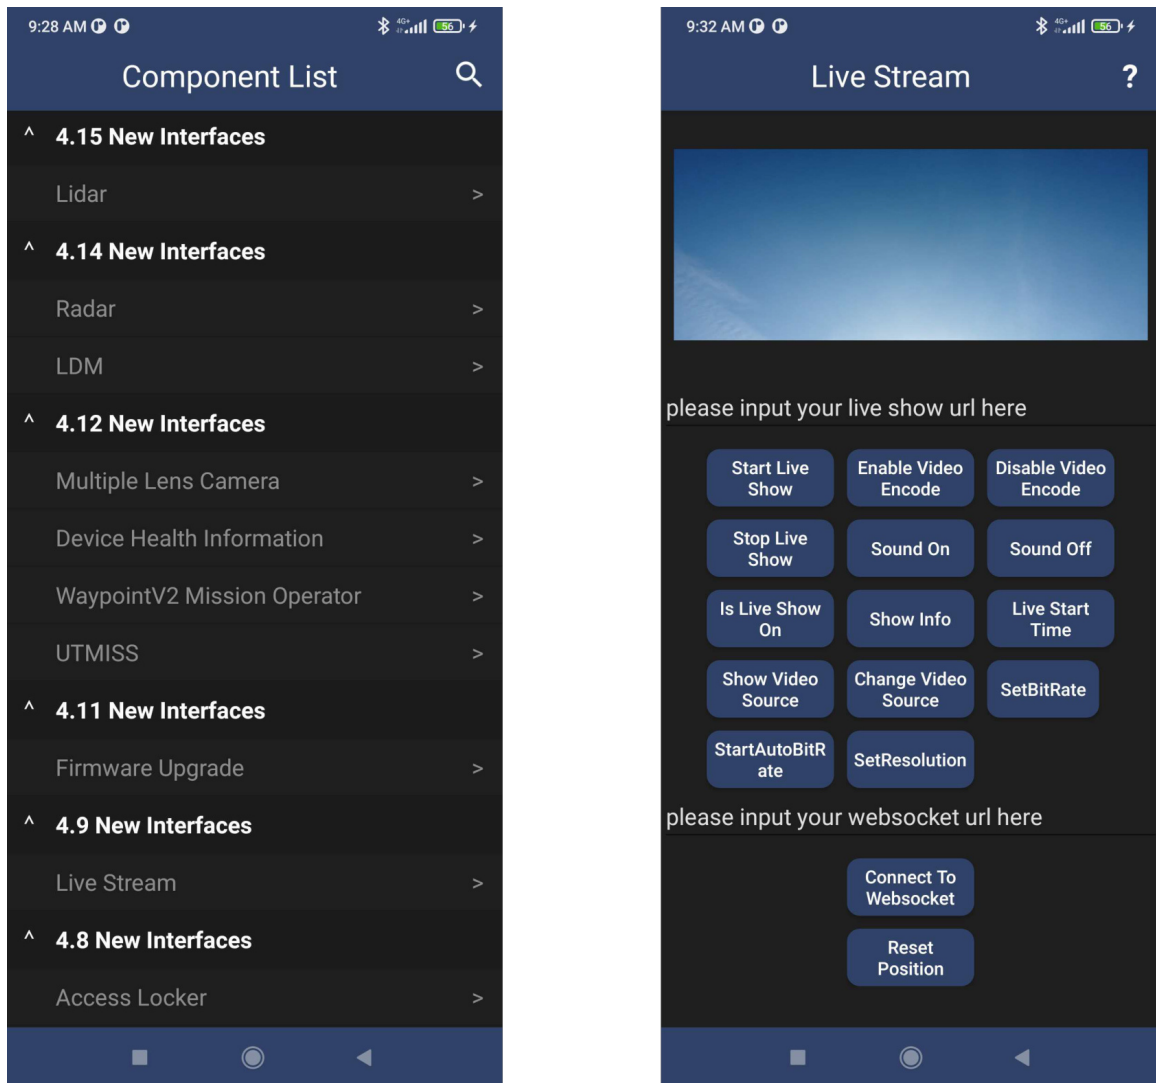 9:28 AM
4G+
56
Component List
^ 4.15 New Interfaces
Lidar >
^ 4.14 New Interfaces
Radar >
LDM >
^ 4.12 New Interfaces
Multiple Lens Camera >
Device Health Information >
WaypointV2 Mission Operator >
UTMISS >
^ 4.11 New Interfaces
Firmware Upgrade >
^ 4.9 New Interfaces
Live Stream >
^ 4.8 New Interfaces
Access Locker >
9:32 AM
4G+
56
Live Stream ?
please input your live show url here
Start Live
Show
Enable Video
Encode
Disable Video
Encode
Stop Live
Show
Sound On
Sound Off
Is Live Show
On
Show Info
Live Start
Time
Show Video
Source
Change Video
Source
SetBitRate
StartAutoBitR
ate
SetResolution
please input your websocket url here
Connect To
Websocket
Reset
Position